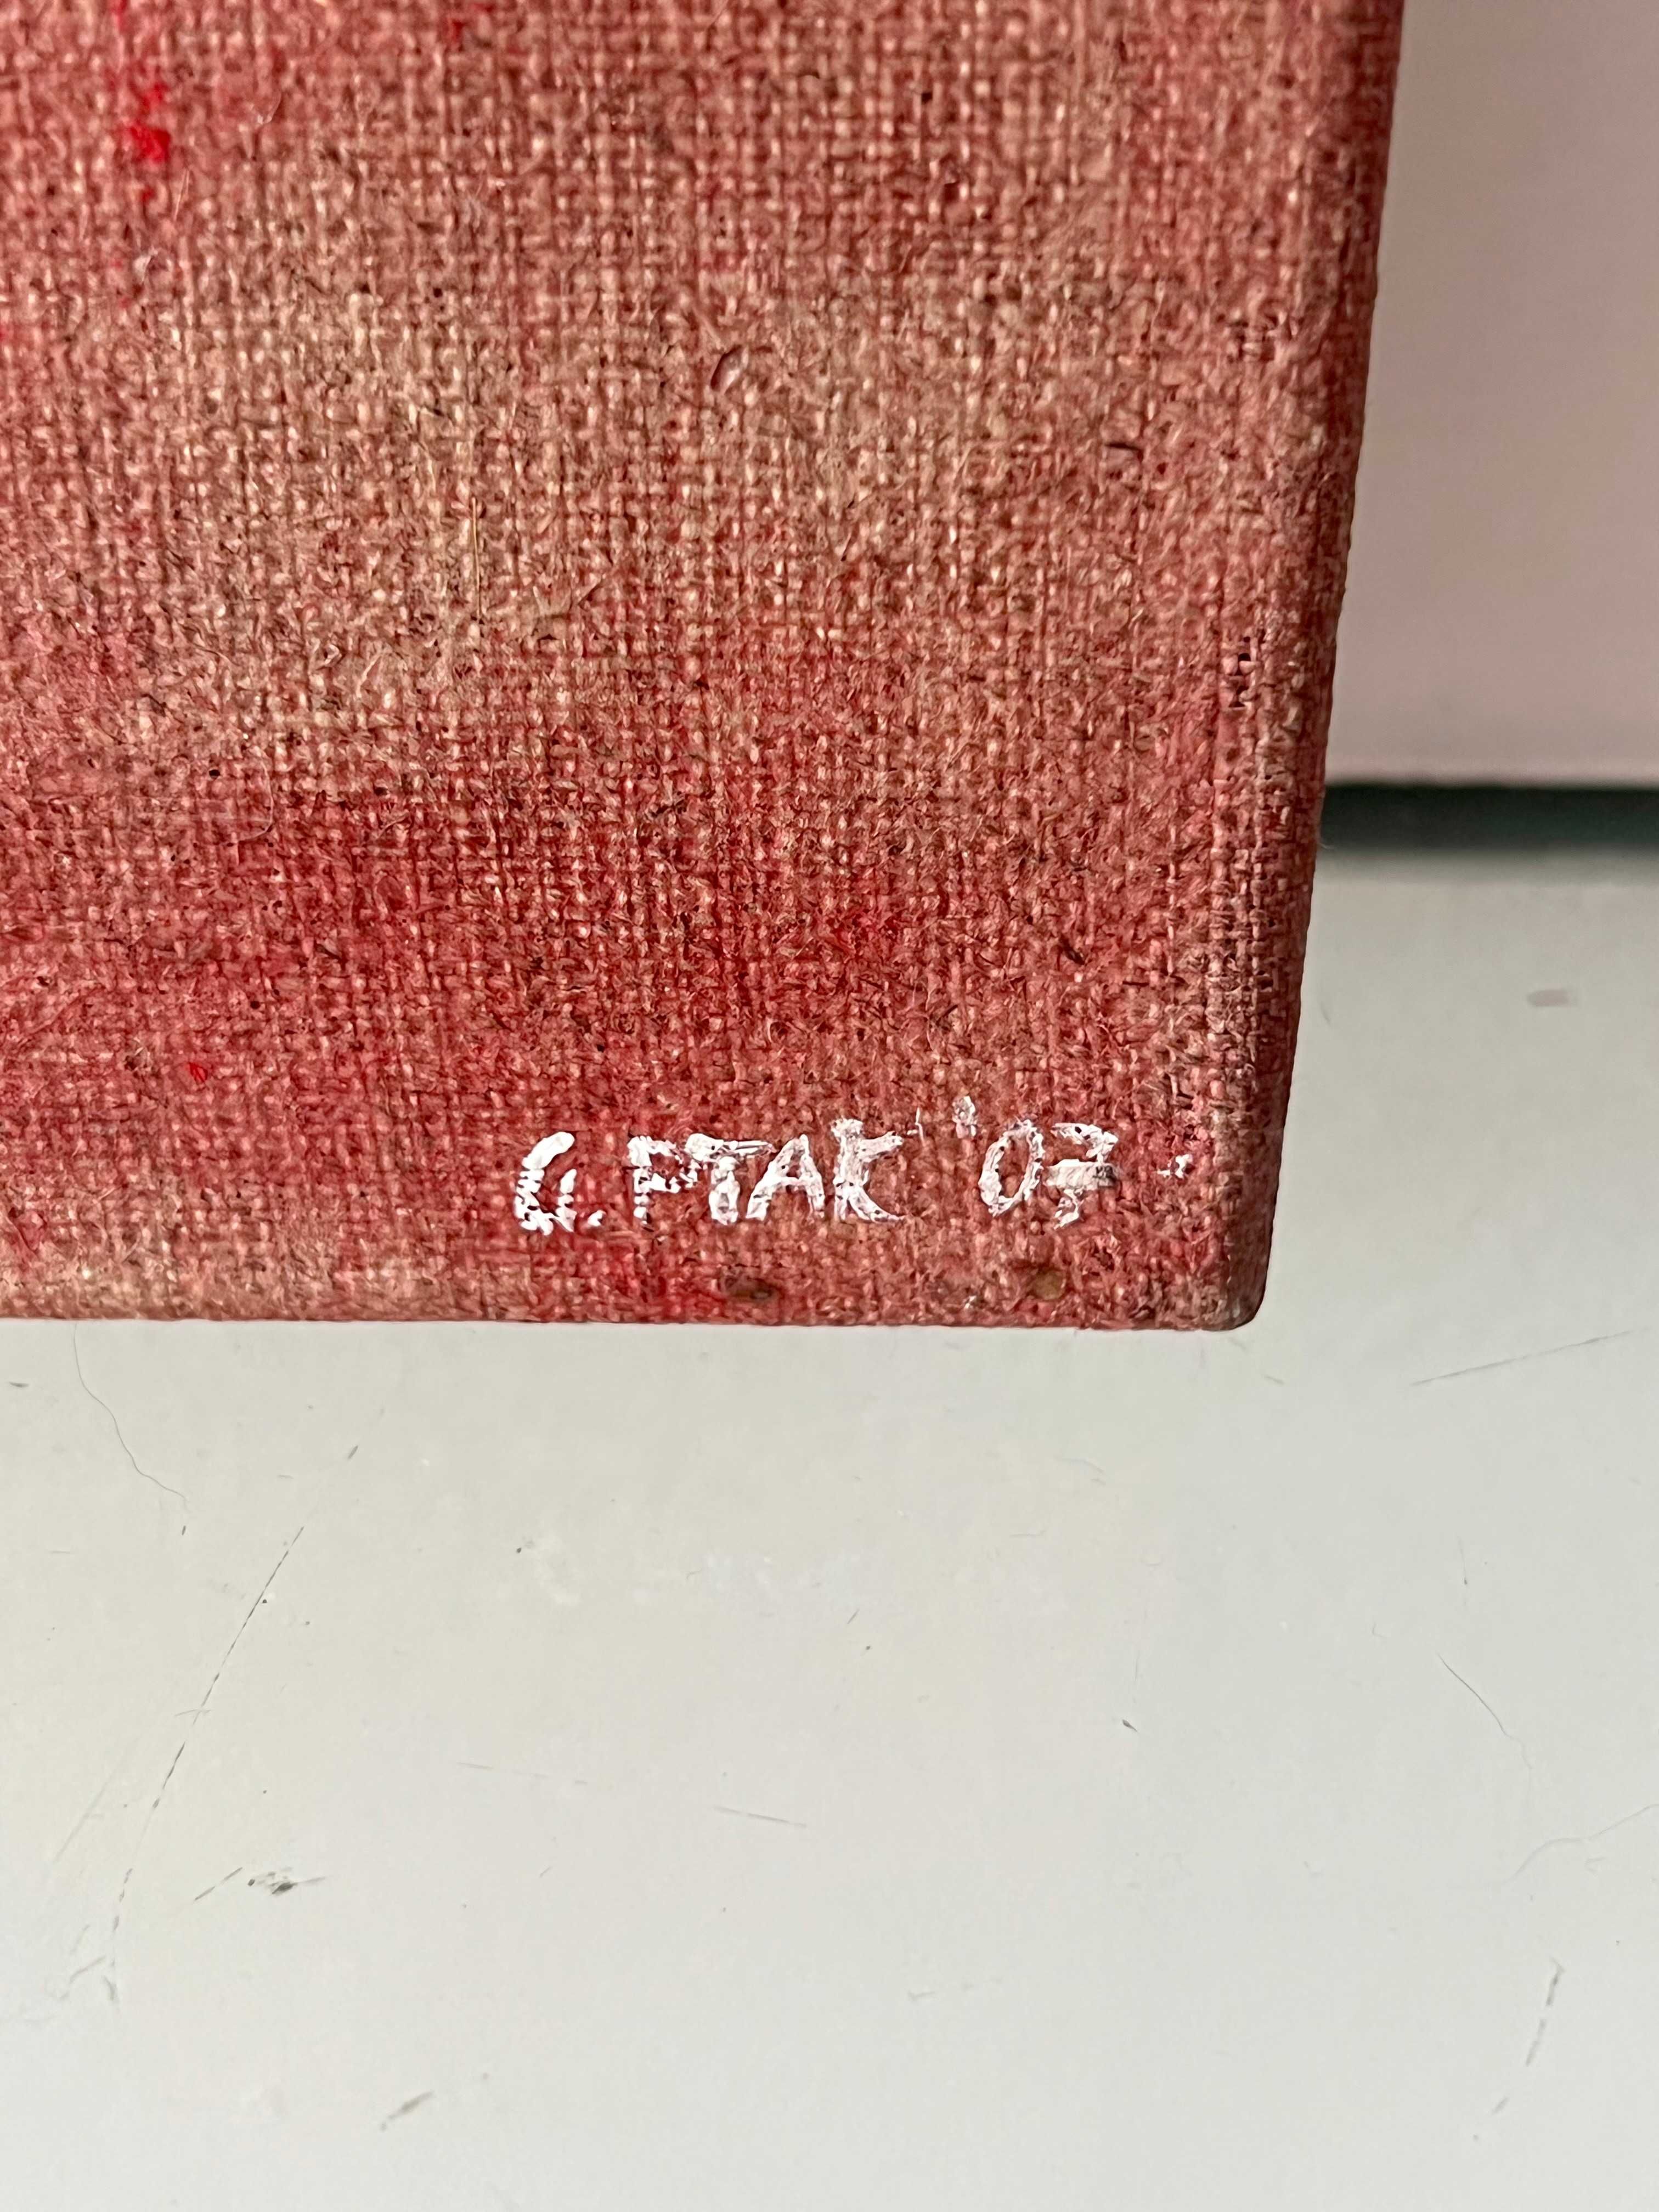 G. PTAK '07